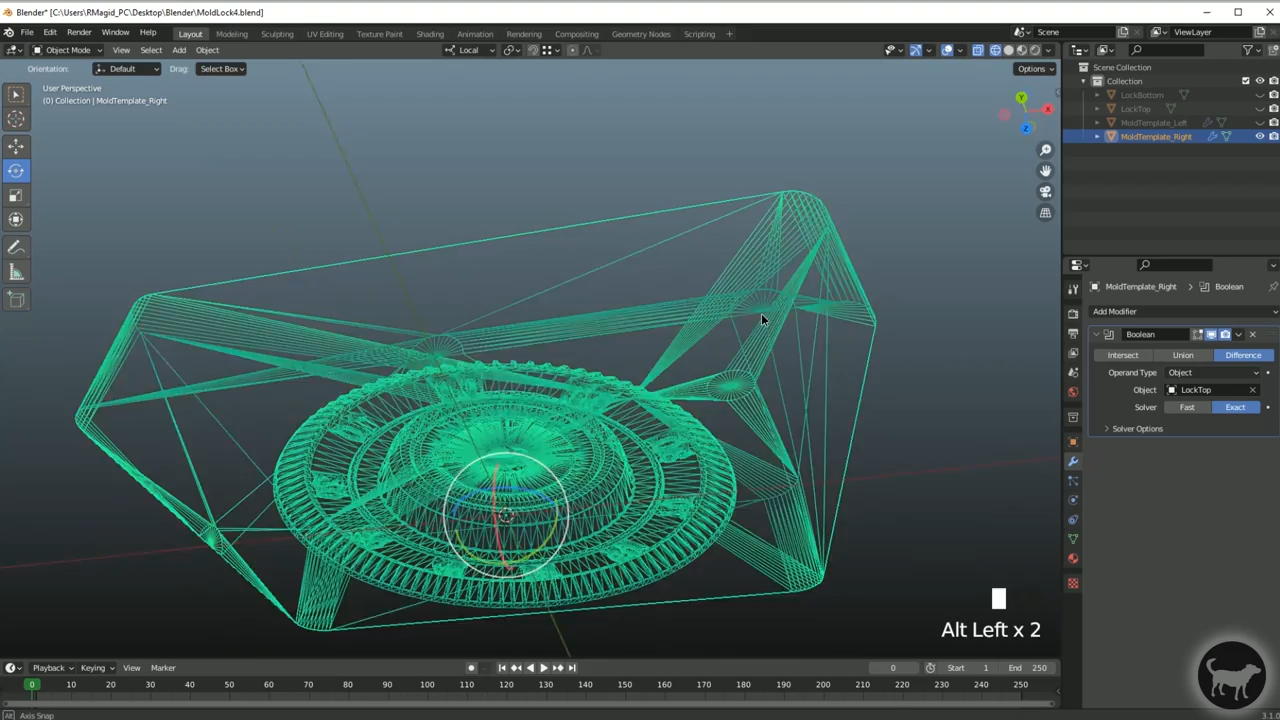 Blender* [C:\Users\RMagid_PC\Desktop\Blender\MoldLock4.blend]
File Edit Render Window Help Layout Modeling Sculpting UV Editing Texture Paint Shading Animation Rendering Compositing Geometry Nodes Scripting + Scene ViewLayer
Object Mode View Select Add Object Local
Orientation: Default Drag: Select Box Options
User Perspective
(0) Collection | MoldTemplate_Right
Y
X
Z
Scene Collection
Collection
LockBottom
LockTop
MoldTemplate_Left
MoldTemplate_Right
MoldTemplate_Right > Boolean
Add Modifier
Boolean
Intersect Union Difference
Operand Type Object
Object LockTop
Solver Fast Exact
Solver Options
Alt Left x 2
Playback Keying View Marker 0 Start 1 End 250
0 10 20 30 40 50 60 70 80 90 100 110 120 130 140 150 160 170 180 190 200 210 220 230 240 250
Alt Axis Snap 3.1.0